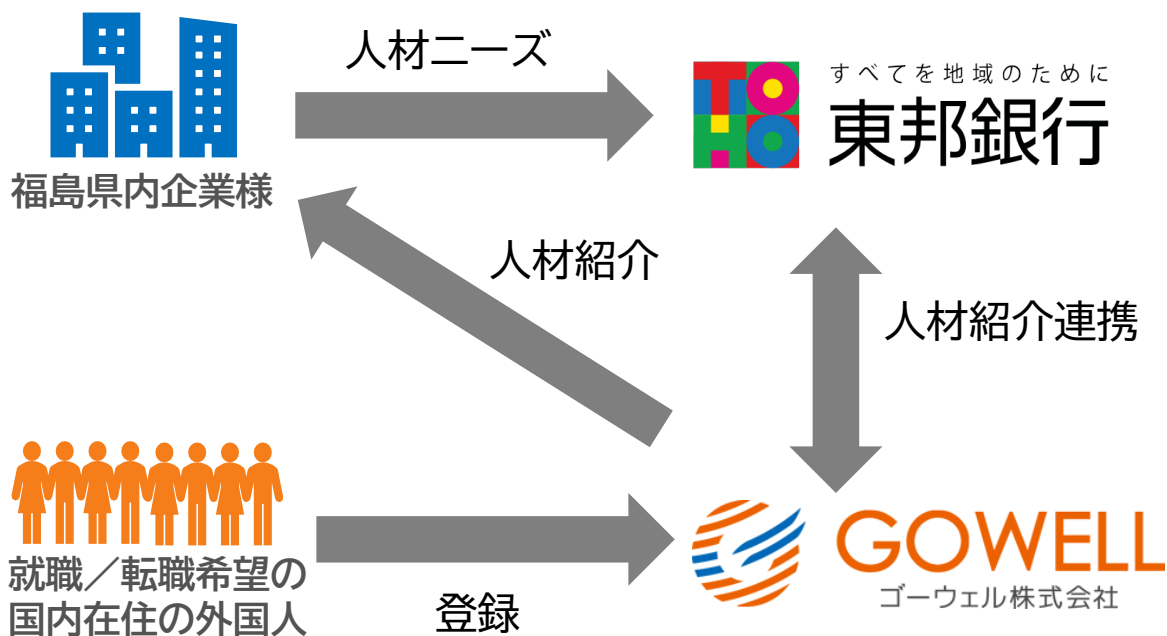 人材ニーズ
TOHO
すべてを地域のために
東邦銀行
福島県内企業様
人材紹介
人材紹介連携
就職／転職希望の
国内在住の外国人
登録
GOWELL
ゴーウェル株式会社